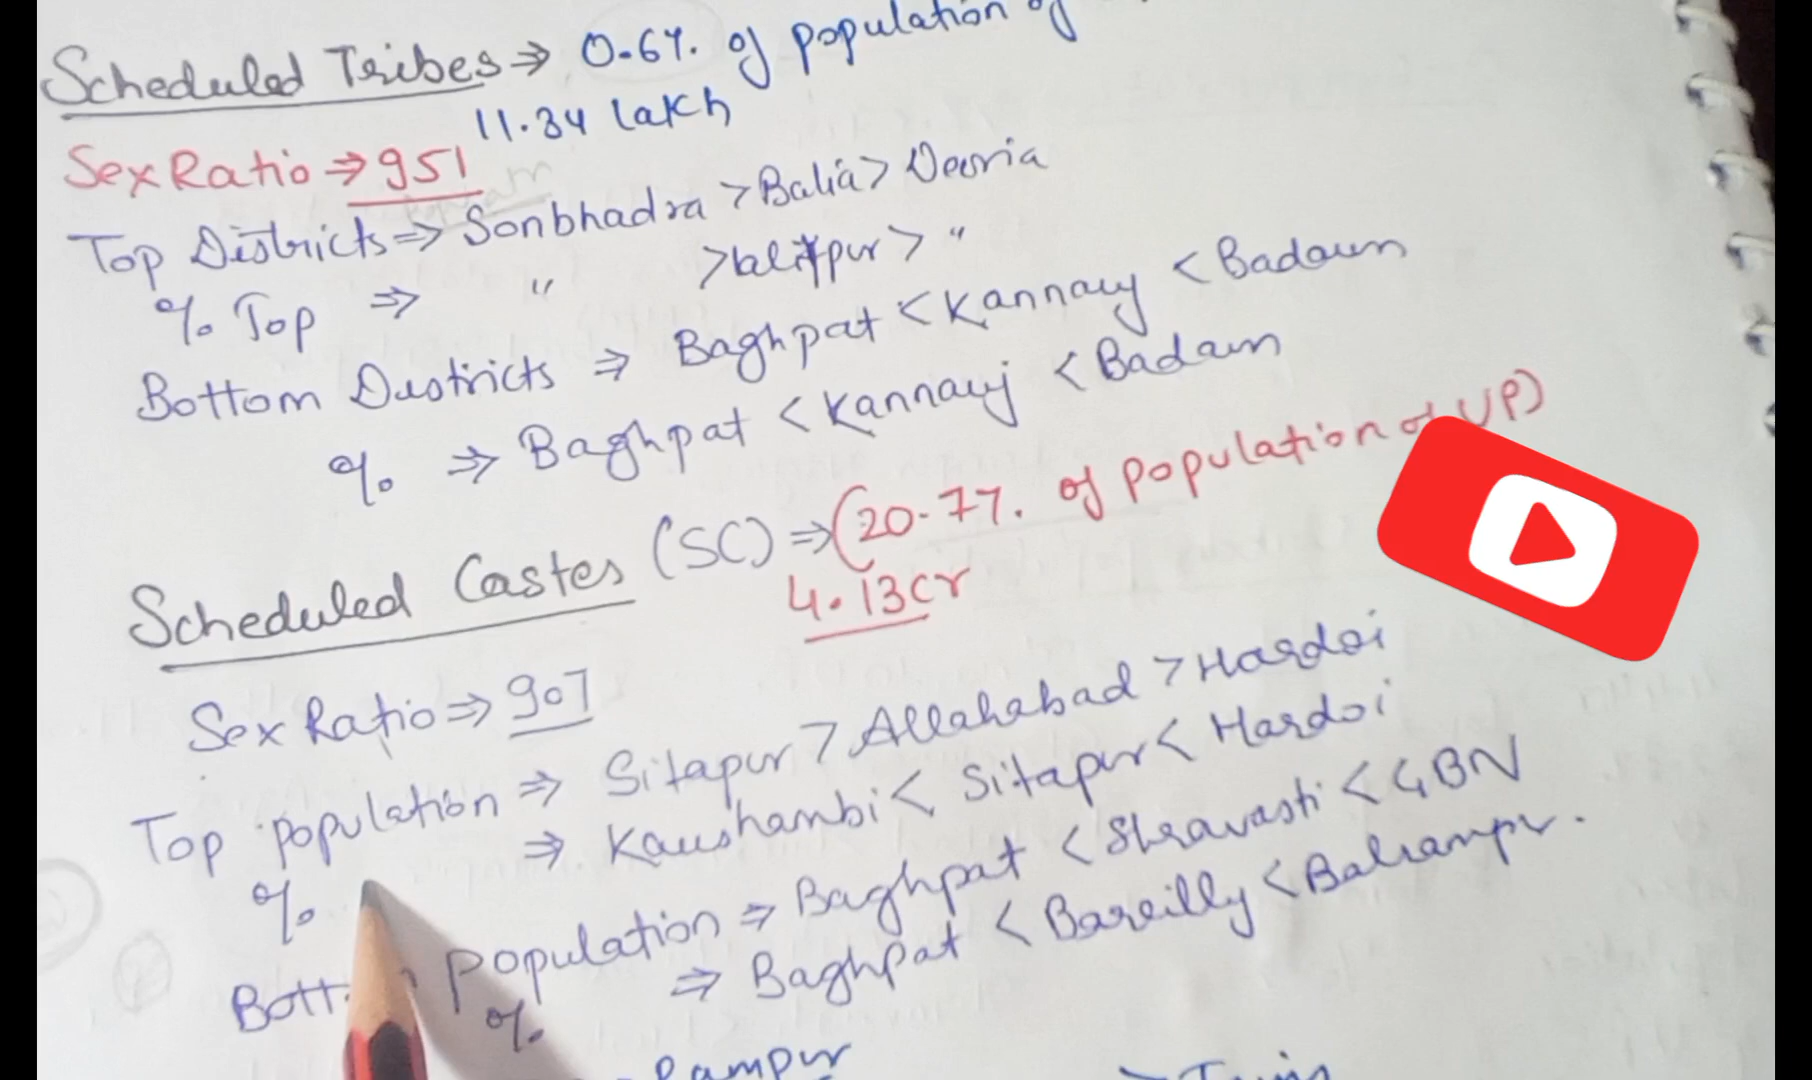 Scheduled Tribes ⇒ 0.6%. of population of
11.34 lakh
Sex Ratio ⇒ 951
Top Districts ⇒ Sonbhadra > Balia > Deoria
% Top ⇒ " > lalitpur > "
Bottom Districts ⇒ Baghpat < Kannauj < Badaun
% ⇒ Baghpat < Kannauj < Badaun
Scheduled Castes (SC) ⇒ (20.7%. of population of UP)
4.13cr
Sex Ratio ⇒ 907
Top population ⇒ Sitapur > Allahabad > Hardoi
% ⇒ Kaushambi < Sitapur < Hardoi
Bott population ⇒ Baghpat < Shravasti < GBN
% ⇒ Baghpat < Bareilly < Balrampur.
Rampur